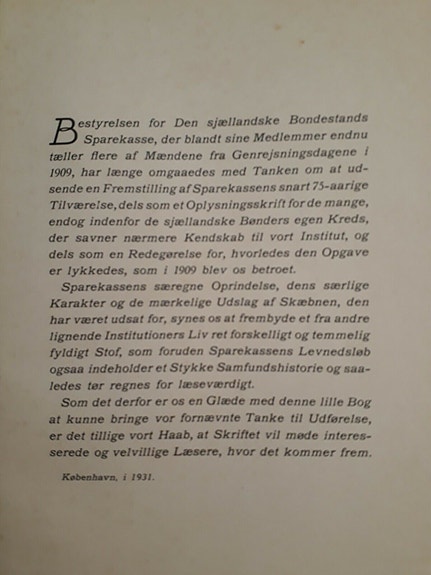 Bestyrelsen for Den sjællandske Bondestands
Sparekasse, der blandt sine Medlemmer endnu
tæller flere af Mændene fra Genrejsningsdagene i
1909, har længe omgaaedes med Tanken om at ud-
sende en Fremstilling af Sparekassens snart 75-aarige
Tilværelse, dels som et Oplysningsskrift for de mange,
endog indenfor de sjællandske Bønders egen Kreds,
der savner nærmere Kendskab til vort Institut, og
dels som en Redegørelse for, hvorledes den Opgave
er lykkedes, som i 1909 blev os betroet.
Sparekassens særegne Oprindelse, dens særlige
Karakter og de mærkelige Udslag af Skæbnen, den
har været udsat for, synes os at frembyde et fra andre
lignende Institutioners Liv ret forskelligt og temmelig
fyldigt Stof, som foruden Sparekassens Levnedsløb
ogsaa indeholder et Stykke Samfundshistorie og saa-
ledes tør regnes for læseværdigt.
Som det derfor er os en Glæde med denne lille Bog
at kunne bringe vor fornævnte Tanke til Udførelse,
er det tillige vort Haab, at Skriftet vil møde interes-
serede og velvillige Læsere, hvor det kommer frem.
København, i 1931.